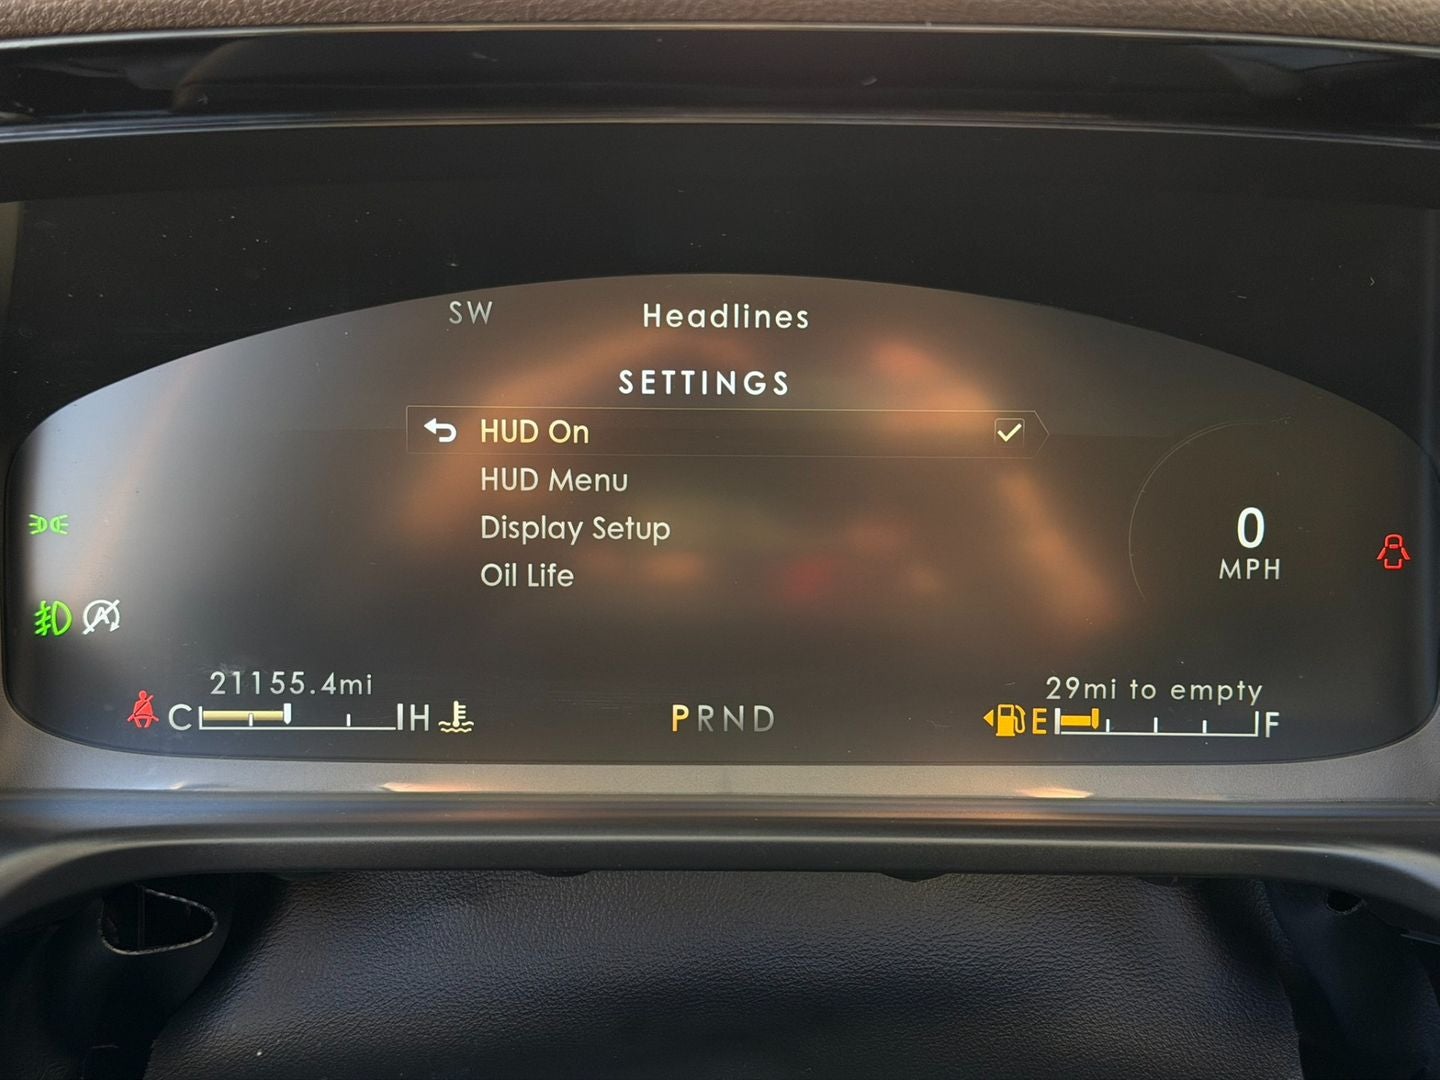 SW Headlines
SETTINGS
HUD On
HUD Menu
Display Setup
Oil Life
0
MPH
21155.4mi
29mi to empty
C H
PRND
E F